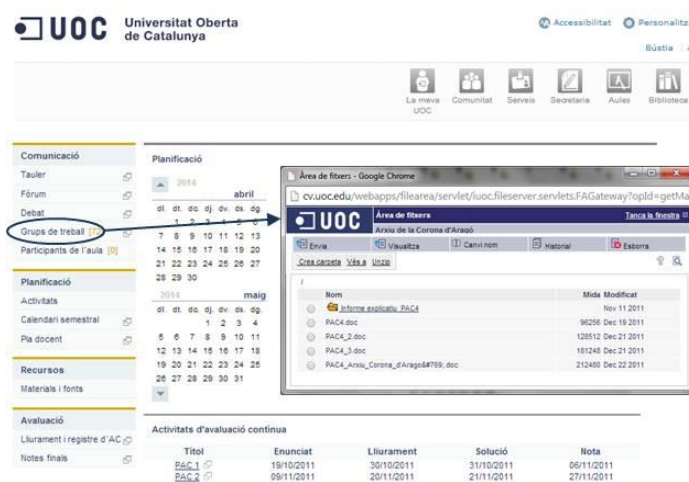 UOC Universitat Oberta
de Catalunya
Accessibilitat Personalitz
Bústia
La meva
UOC
Comunitat Serveis Secretaria Aules Biblioteca
Comunicació
Tauler
Fòrum
Debat
Grups de treball [72
Participants de l'aula [0]
Planificació
Activitats
Calendari semestral
Pla docent
Recursos
Materials i fonts
Avaluació
Lliurament i registre d'AC
Notes finals
Planificació
2014
abril
dl. dt. dc. dj. dv. ds. dg.
1 2 3 4 5 6
7 8 9 10 11 12 13
14 15 16 17 18 19 20
21 22 23 24 25 26 27
28 29 30
2014 maig
dl. dt. dc. dj. dv. ds. dg.
1 2 3 4
5 6 7 8 9 10 11
12 13 14 15 16 17 18
19 20 21 22 23 24 25
26 27 28 29 30 31
Àrea de fitxers - Google Chrome
cv.uoc.edu/webapps/filearea/servlet/iuoc.fileserver.servlets.FAGateway?opId=getMa
UOC Àrea de fitxers Tanca la finestra
Arxiu de la Corona d'Aragó
Envia Visualitza Canvi nom Historial Esborra
Crea carpeta Vés a Unzip
/
Nom Mida Modificat
Informe explicatiu_PAC4 Nov 11 2011
PAC4.doc 96256 Dec 19 2011
PAC4_2.doc 128512 Dec 21 2011
PAC4_3.doc 181248 Dec 21 2011
PAC4_Arxiu_Corona_d'Arago&#769;.doc 212480 Dec 22 2011
Activitats d'avaluació contínua
Títol Enunciat Lliurament Solució Nota
PAC 1 19/10/2011 30/10/2011 31/10/2011 06/11/2011
PAC 2 09/11/2011 20/11/2011 21/11/2011 27/11/2011